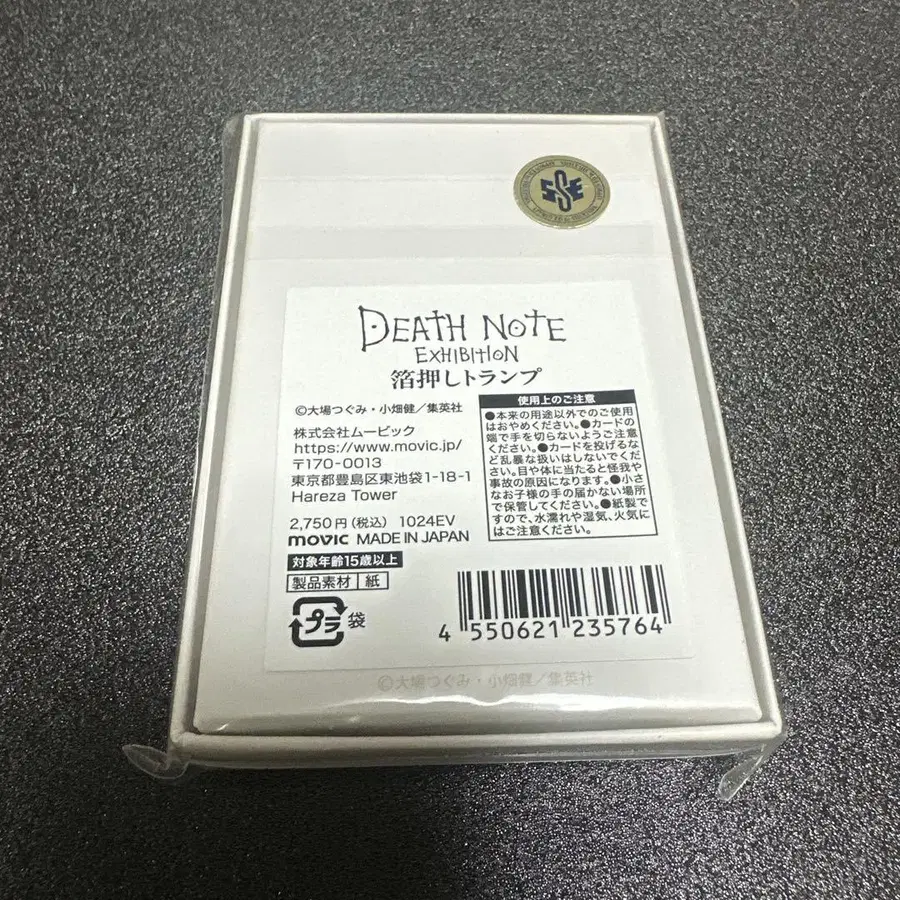 SSE
DEATH NOTE
EXHIBITION
箔押しトランプ
©大場つぐみ・小畑健／集英社
株式会社ムービック
https://www.movic.jp/
〒170-0013
東京都豊島区東池袋1-18-1
Hareza Tower
2,750円（税込） 1024EV
movic MADE IN JAPAN
対象年齢15歳以上
製品素材 紙
プラ 袋
使用上のご注意
●本来の用途以外でのご使用
はおやめください。●カードの
端で手を切らないようご注意
ください。●カードを投げるな
ど乱暴な扱いはしないでくだ
さい。目や体に当たると怪我や
事故の原因になります。●小さ
なお子様の手の届かない場所
で保管してください。●紙製で
すので、水濡れや湿気、火気に
はご注意ください。
4 550621 235764
©大場つぐみ・小畑健／集英社